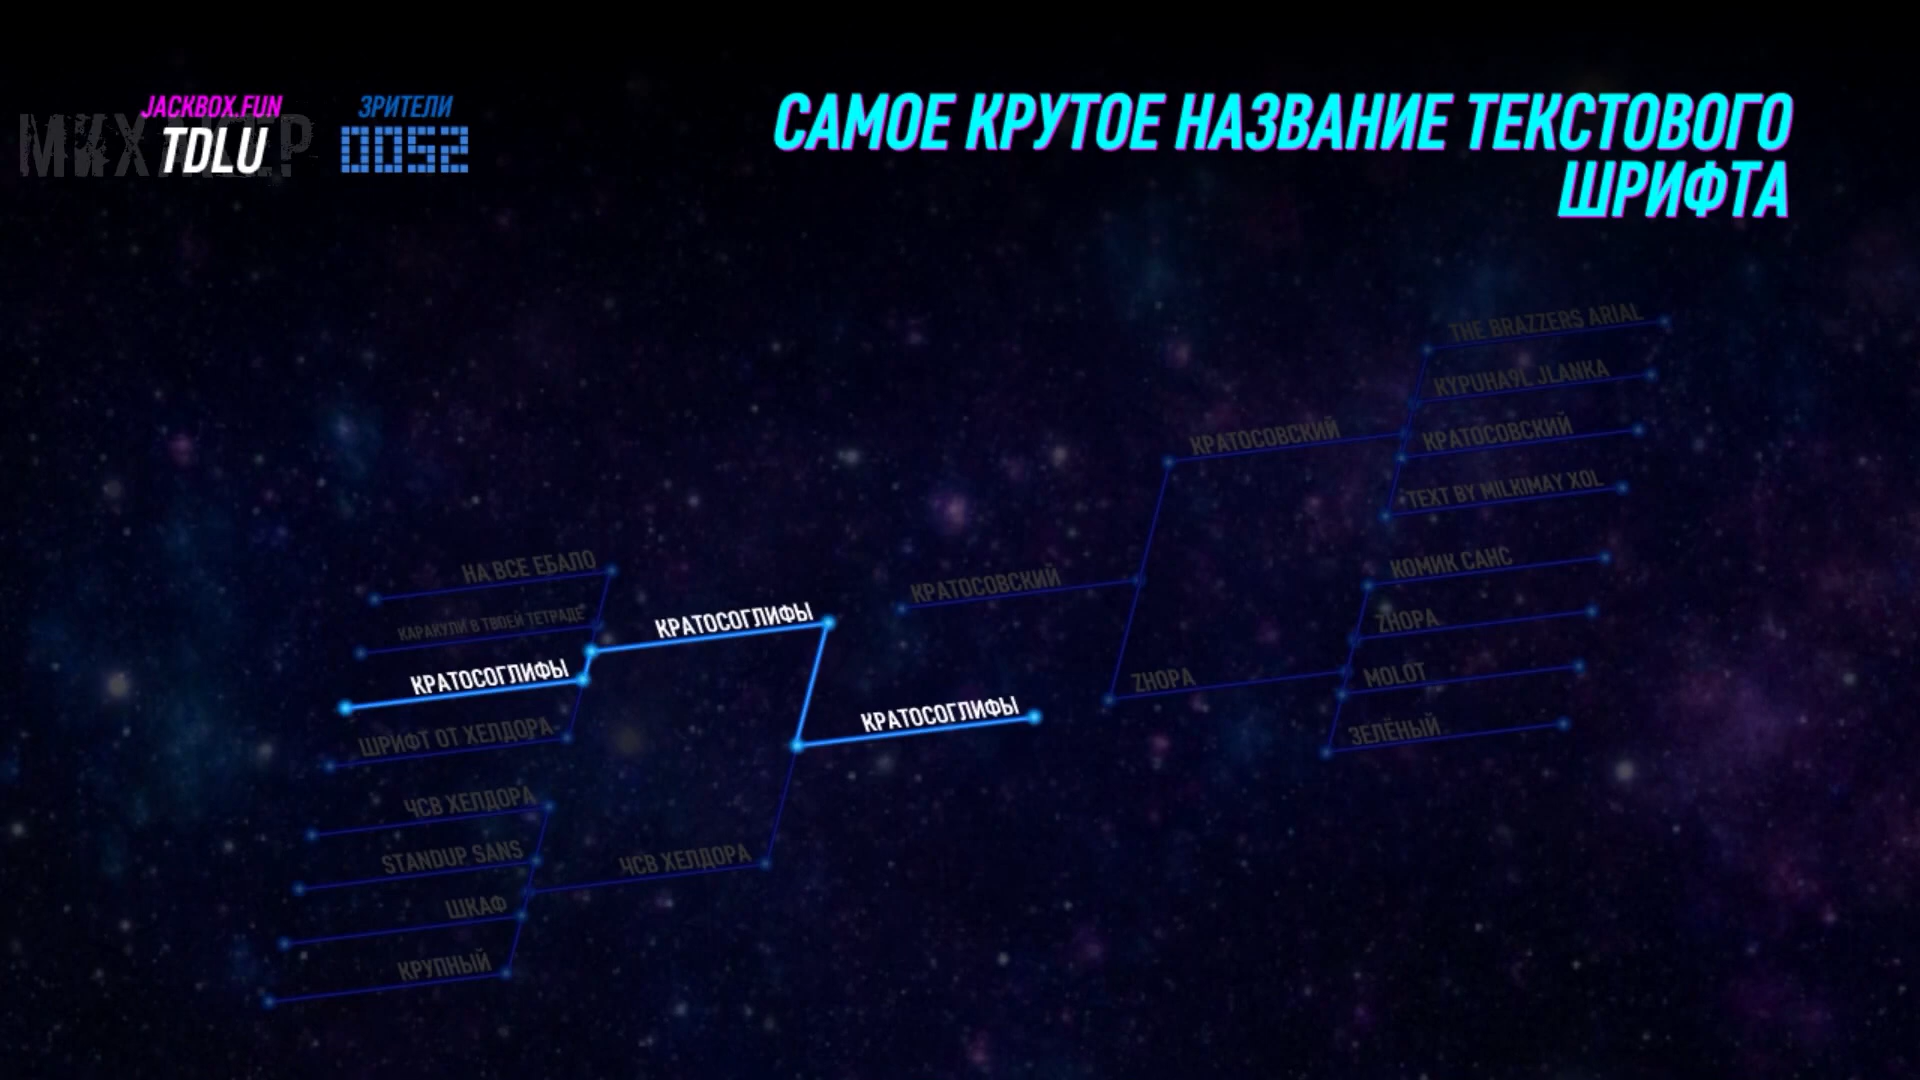 JACKBOX.FUN
TDLU
МИХАКЕР
ЗРИТЕЛИ
0052
САМОЕ КРУТОЕ НАЗВАНИЕ ТЕКСТОВОГО
ШРИФТА
НА ВСЕ ЕБАЛО
КАРАКУЛИ В ТВОЕЙ ТЕТРАДЕ
КРАТОСОГЛИФЫ
ШРИФТ ОТ ХЕЛДОРА
ЧСВ ХЕЛДОРА
STANDUP SANS
ШКАФ
КРУПНЫЙ
КРАТОСОГЛИФЫ
ЧСВ ХЕЛДОРА
КРАТОСОГЛИФЫ
КРАТОСОВСКИЙ
КРАТОСОВСКИЙ
ZHOPA
THE BRAZZERS ARIAL
KYPUHA9L JLANKA
КРАТОСОВСКИЙ
TEXT BY MILKIMAY XOL
КОМИК САНС
ZHOPA
MOLOT
ЗЕЛЁНЫЙ